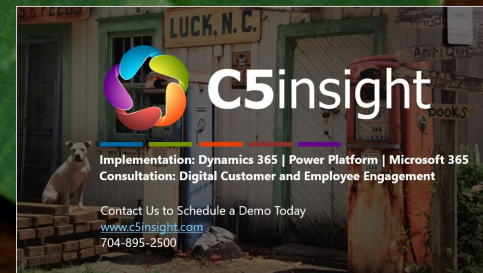 LUCK, N.C.
C5insight
Implementation: Dynamics 365 | Power Platform | Microsoft 365
Consultation: Digital Customer and Employee Engagement
Contact Us to Schedule a Demo Today
www.c5insight.com
704-895-2500
BOOKS